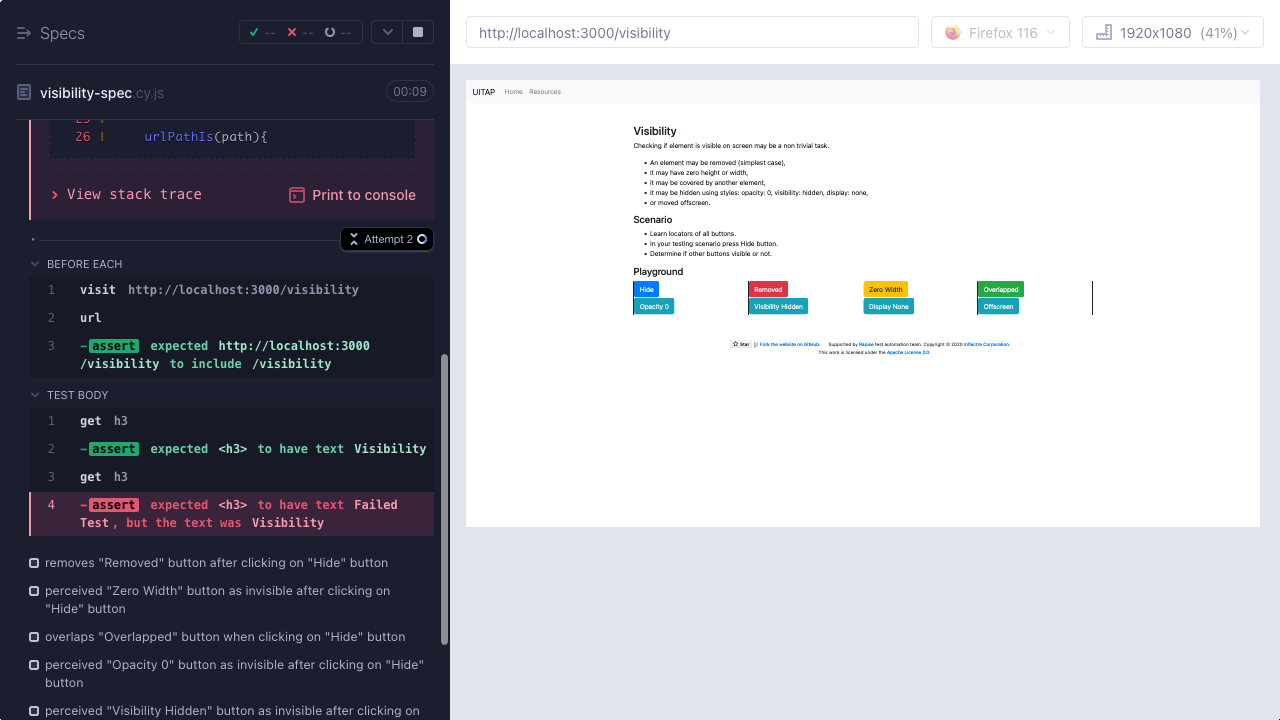 Specs
-- -- --
visibility-spec.cy.js 00:09
26 | urlPathIs(path){
View stack trace Print to console
Attempt 2
BEFORE EACH
1 visit http://localhost:3000/visibility
2 url
3 -assert expected http://localhost:3000
/visibility to include /visibility
TEST BODY
1 get h3
2 -assert expected <h3> to have text Visibility
3 get h3
4 -assert expected <h3> to have text Failed
Test, but the text was Visibility
removes "Removed" button after clicking on "Hide" button
perceived "Zero Width" button as invisible after clicking on
"Hide" button
overlaps "Overlapped" button when clicking on "Hide" button
perceived "Opacity 0" button as invisible after clicking on "Hide"
button
perceived "Visibility Hidden" button as invisible after clicking on
http://localhost:3000/visibility
Firefox 116
1920x1080 (41%)
UITAP Home Resources
Visibility
Checking if element is visible on screen may be a non trivial task.
• An element may be removed (simplest case),
• it may have zero height or width,
• it may be covered by another element,
• it may be hidden using styles: opacity: 0, visibility: hidden, display: none,
• or moved offscreen.
Scenario
• Learn locators of all buttons.
• In your testing scenario press Hide button.
• Determine if other buttons visible or not.
Playground
Hide Removed Zero Width Overlapped
Opacity 0 Visibility Hidden Display None Offscreen
Star Fork the website on GitHub. Supported by Rapise test automation team. Copyright © 2020 Inflectra Corporation.
This work is licensed under the Apache License 2.0.